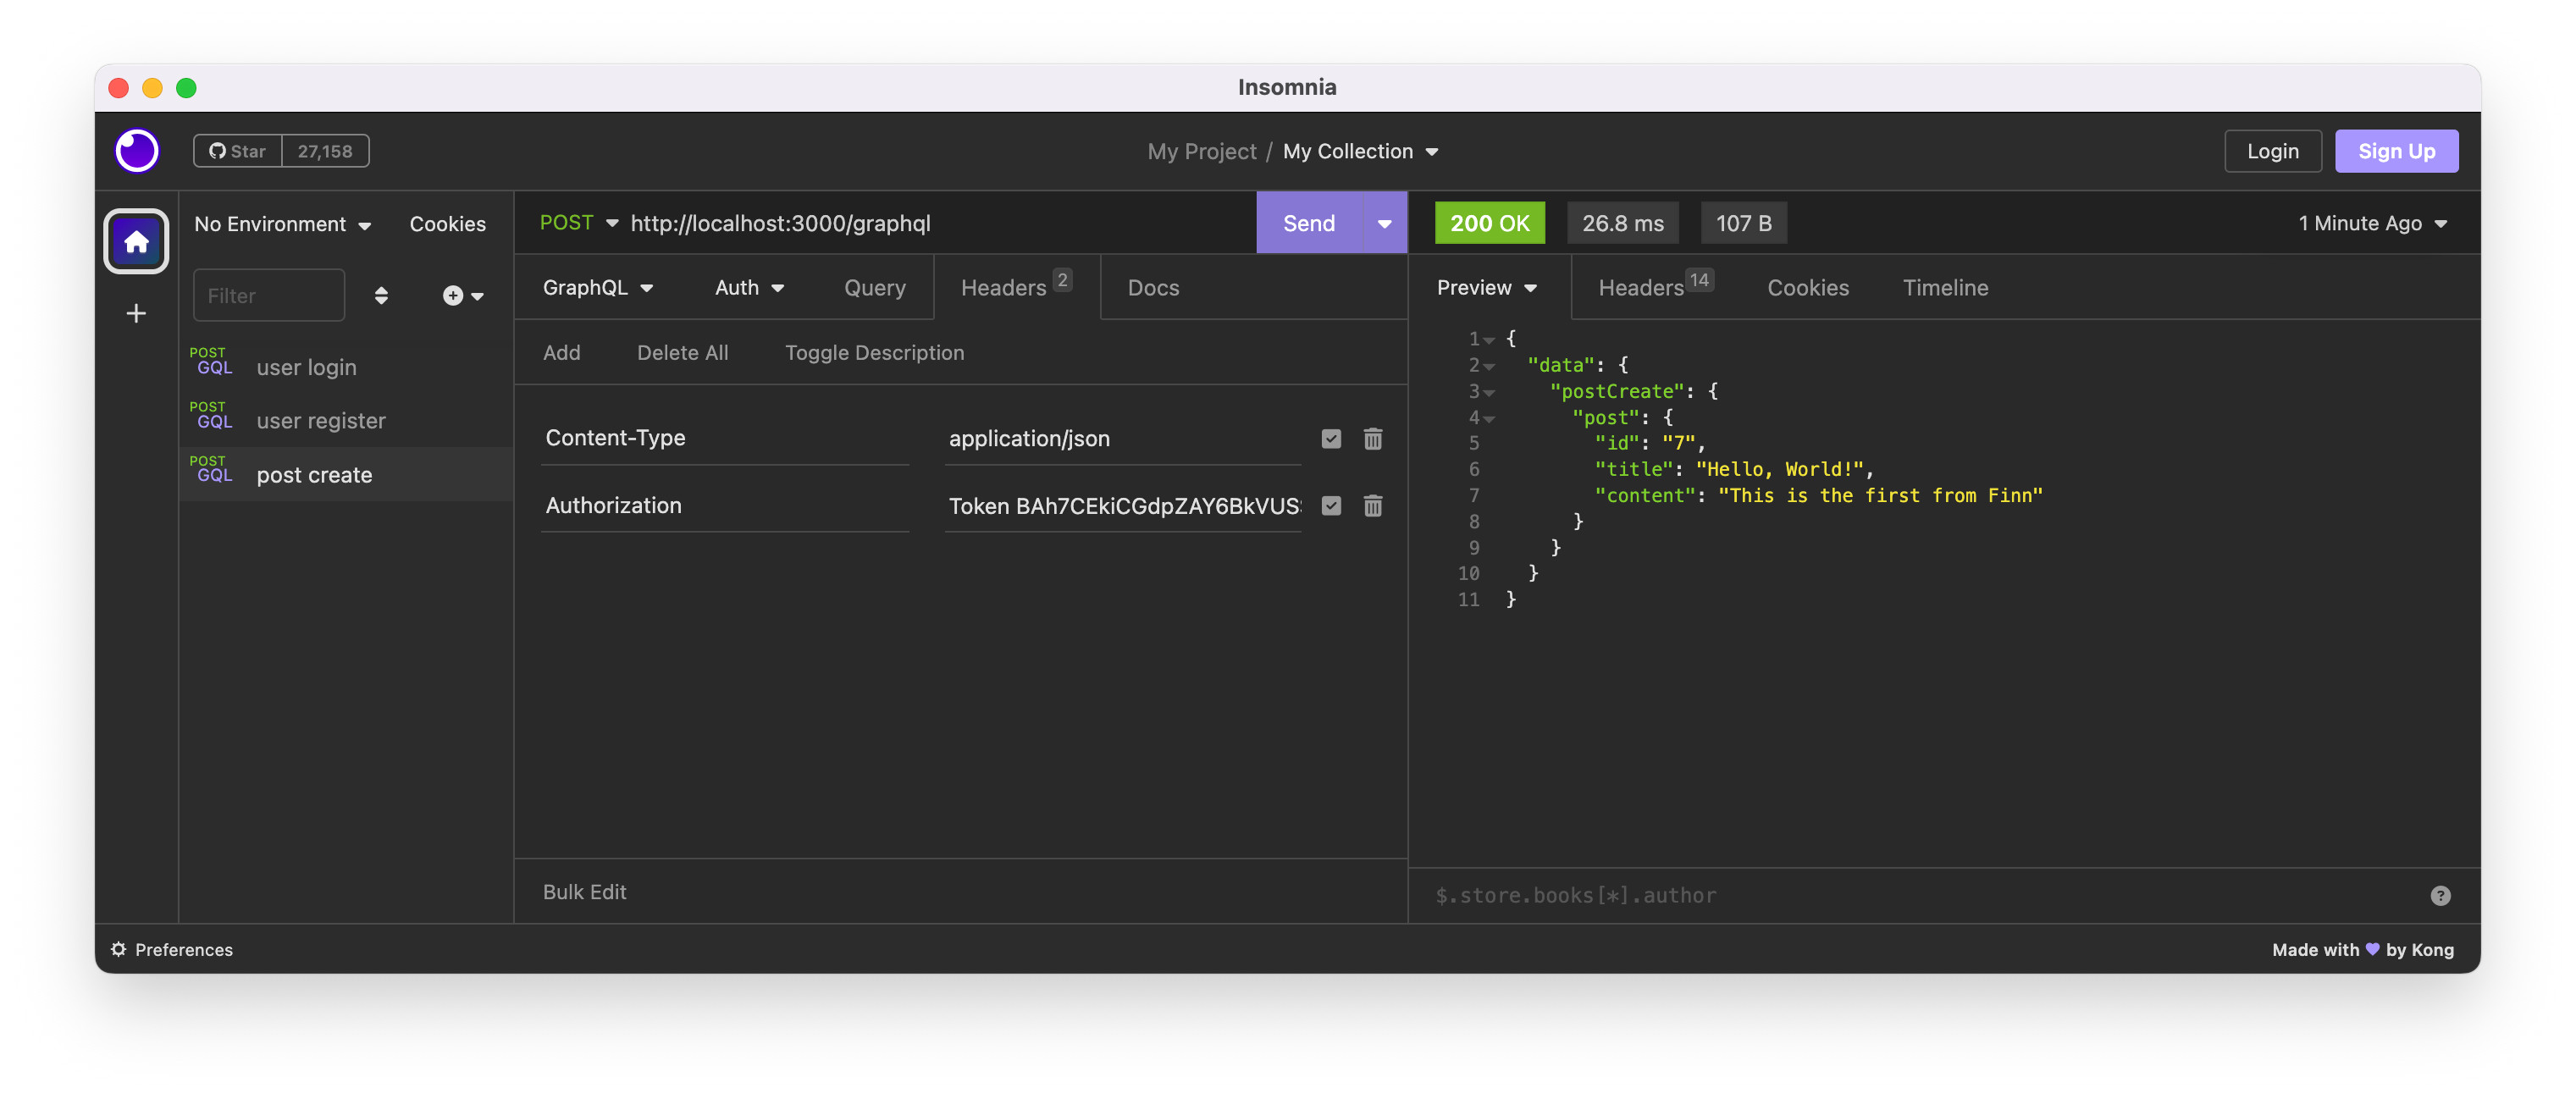 Insomnia
Star 27,158
My Project / My Collection
Login
Sign Up
No Environment
Cookies
Filter
POST GQL user login
POST GQL user register
POST GQL post create
POST http://localhost:3000/graphql
Send
GraphQL Auth Query Headers 2 Docs
Add Delete All Toggle Description
Content-Type application/json
Authorization Token BAh7CEkiCGdpZAY6BkVUS
Bulk Edit
200 OK 26.8 ms 107 B 1 Minute Ago
Preview Headers 14 Cookies Timeline
1 {
2 "data": {
3 "postCreate": {
4 "post": {
5 "id": "7",
6 "title": "Hello, World!",
7 "content": "This is the first from Finn"
8 }
9 }
10 }
11 }
$.store.books[*].author
?
Preferences
Made with by Kong